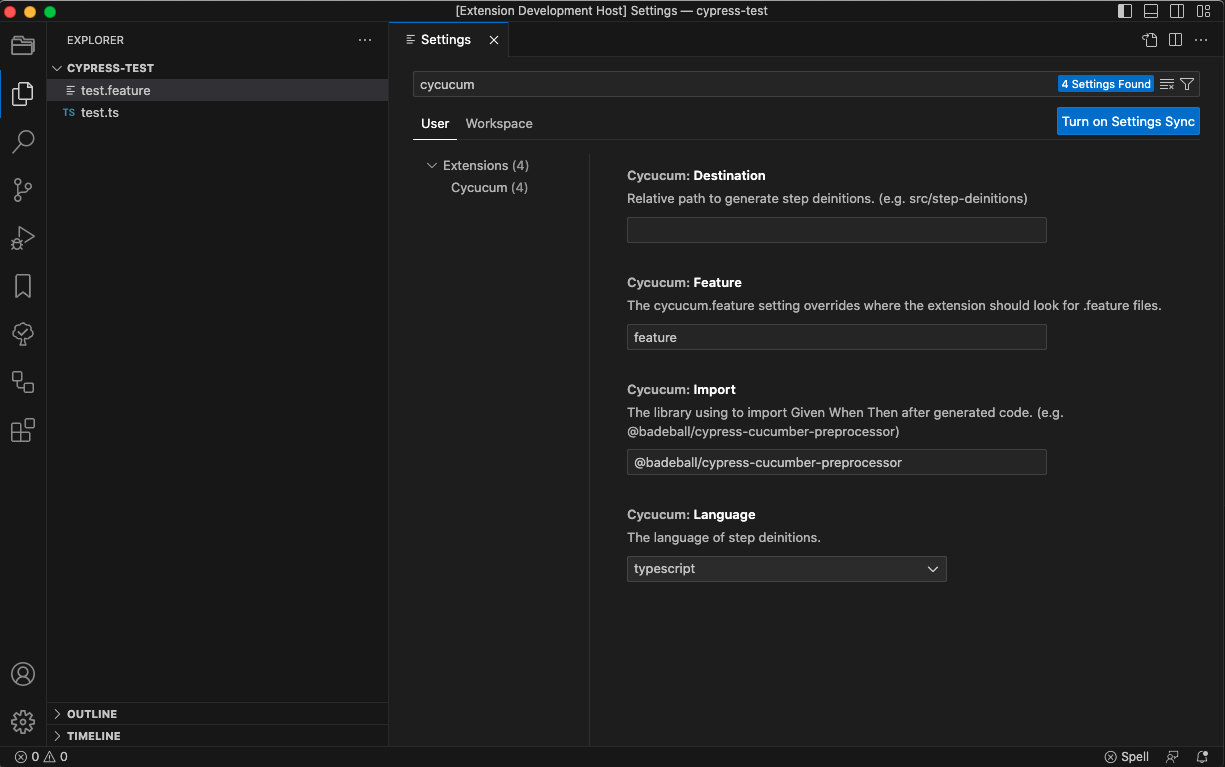 [Extension Development Host] Settings — cypress-test
EXPLORER
CYPRESS-TEST
test.feature
TS test.ts
OUTLINE
TIMELINE
Settings
cycucum
4 Settings Found
User
Workspace
Turn on Settings Sync
Extensions (4)
Cycucum (4)
Cycucum: Destination
Relative path to generate step deinitions. (e.g. src/step-deinitions)
Cycucum: Feature
The cycucum.feature setting overrides where the extension should look for .feature files.
feature
Cycucum: Import
The library using to import Given When Then after generated code. (e.g.
@badeball/cypress-cucumber-preprocessor)
@badeball/cypress-cucumber-preprocessor
Cycucum: Language
The language of step deinitions.
typescript
0 0
Spell